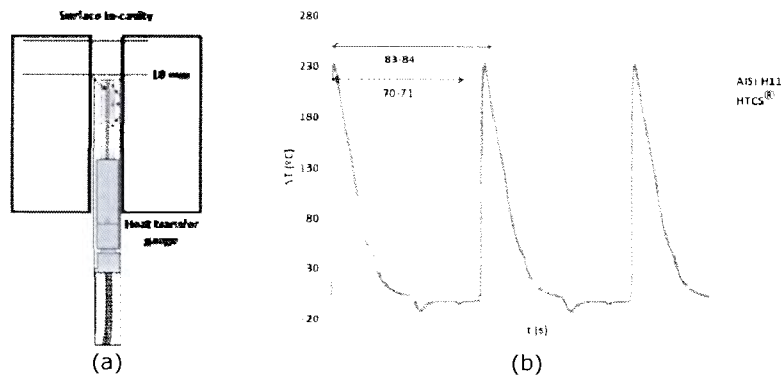 Surface in-cavity
10 mm
Heat transfer
gauge
(a)
280
230
180
130
80
30
-20
ΔT (ºC)
83-84
70-71
t (s)
AISI H11
HTCS®
(b)